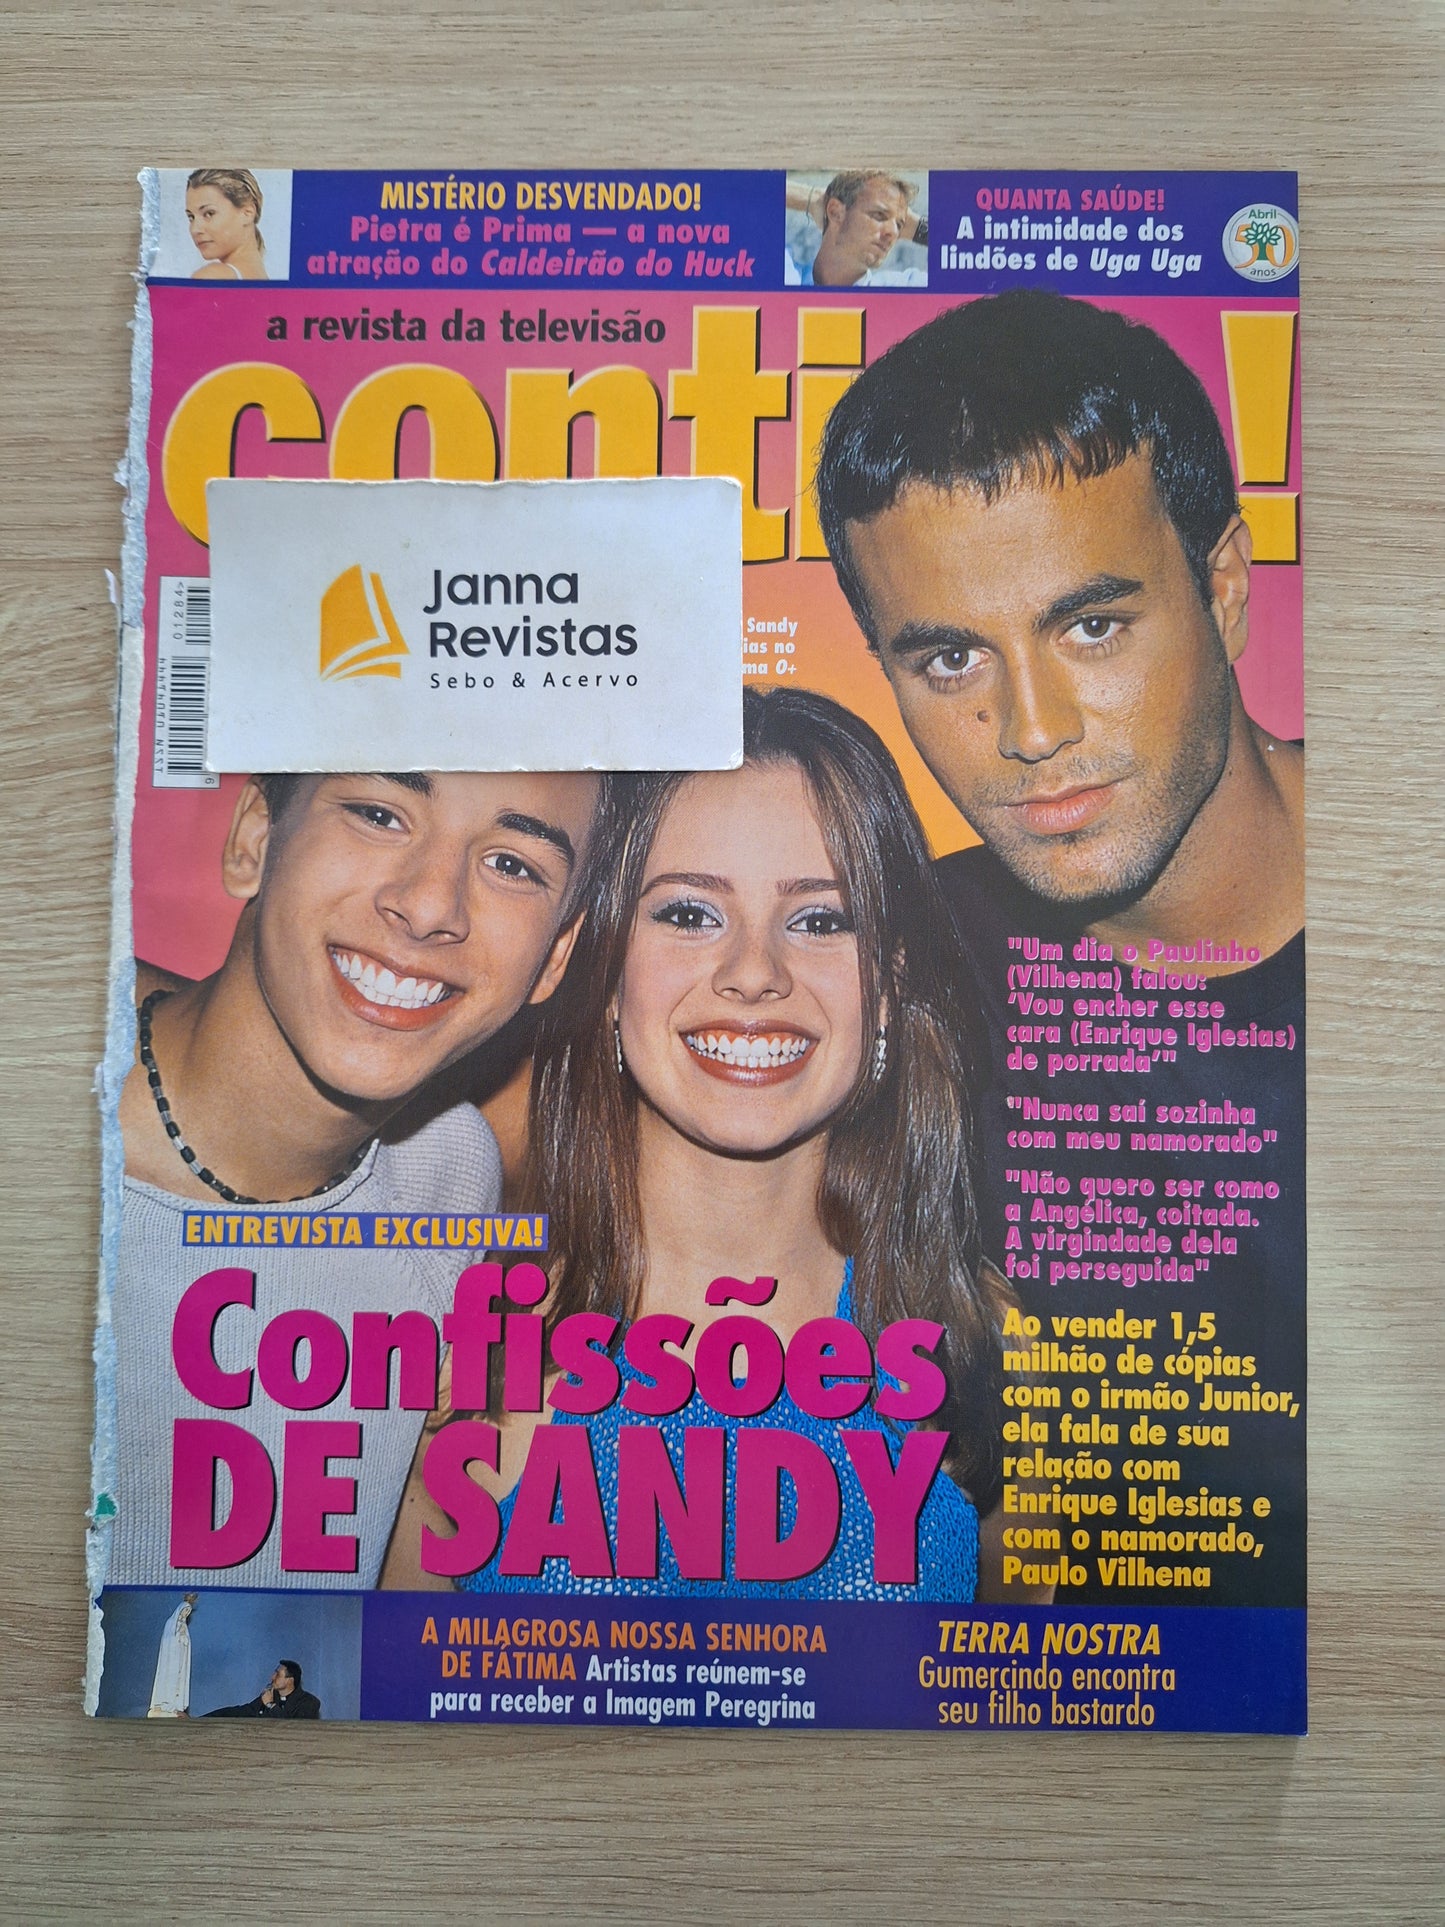 MISTÉRIO DESVENDADO!
Pietra é Prima — a nova
atração do Caldeirão do Huck
QUANTA SAÚDE!
A intimidade dos
lindões de Uga Uga
Abril
50
anos
a revista da televisão
conti !
01284>
Janna
Revistas
Sebo & Acervo
Sandy
ias no
ma O+
"Um dia o Paulinho
(Vilhena) falou:
'Vou encher esse
cara (Enrique Iglesias)
de porrada'"
"Nunca saí sozinha
com meu namorado"
"Não quero ser como
a Angélica, coitada.
A virgindade dela
foi perseguida"
ENTREVISTA EXCLUSIVA!
Confissões
DE SANDY
Ao vender 1,5
milhão de cópias
com o irmão Junior,
ela fala de sua
relação com
Enrique Iglesias e
com o namorado,
Paulo Vilhena
A MILAGROSA NOSSA SENHORA
DE FÁTIMA Artistas reúnem-se
para receber a Imagem Peregrina
TERRA NOSTRA
Gumercindo encontra
seu filho bastardo